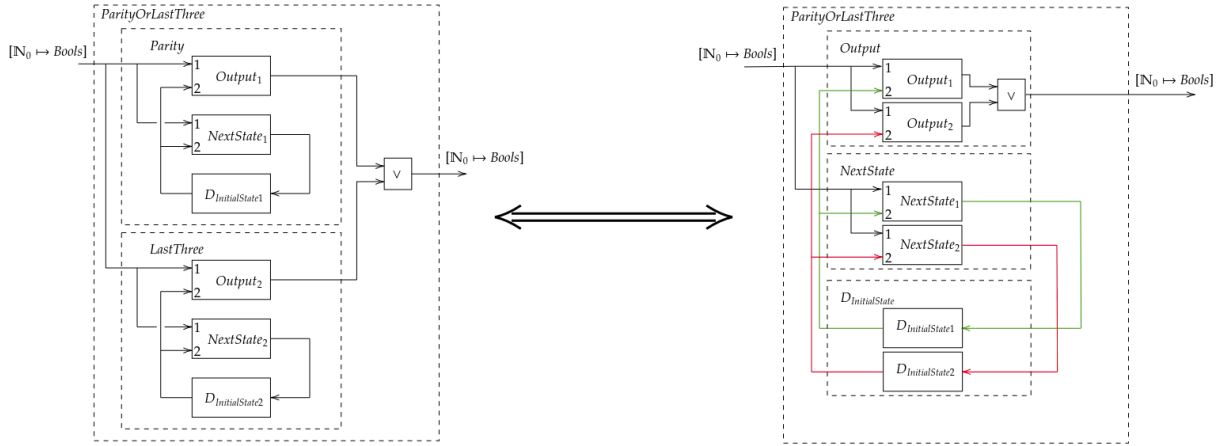 ParityOrLastThree
Parity
[ℕ₀ ↦ Bools]
1
2
Output₁
1
2
NextState₁
D_InitialState1
∨
[ℕ₀ ↦ Bools]
LastThree
1
2
Output₂
1
2
NextState₂
D_InitialState2
ParityOrLastThree
Output
[ℕ₀ ↦ Bools]
1
2
Output₁
1
2
Output₂
∨
[ℕ₀ ↦ Bools]
NextState
1
2
NextState₁
1
2
NextState₂
D_InitialState
D_InitialState1
D_InitialState2